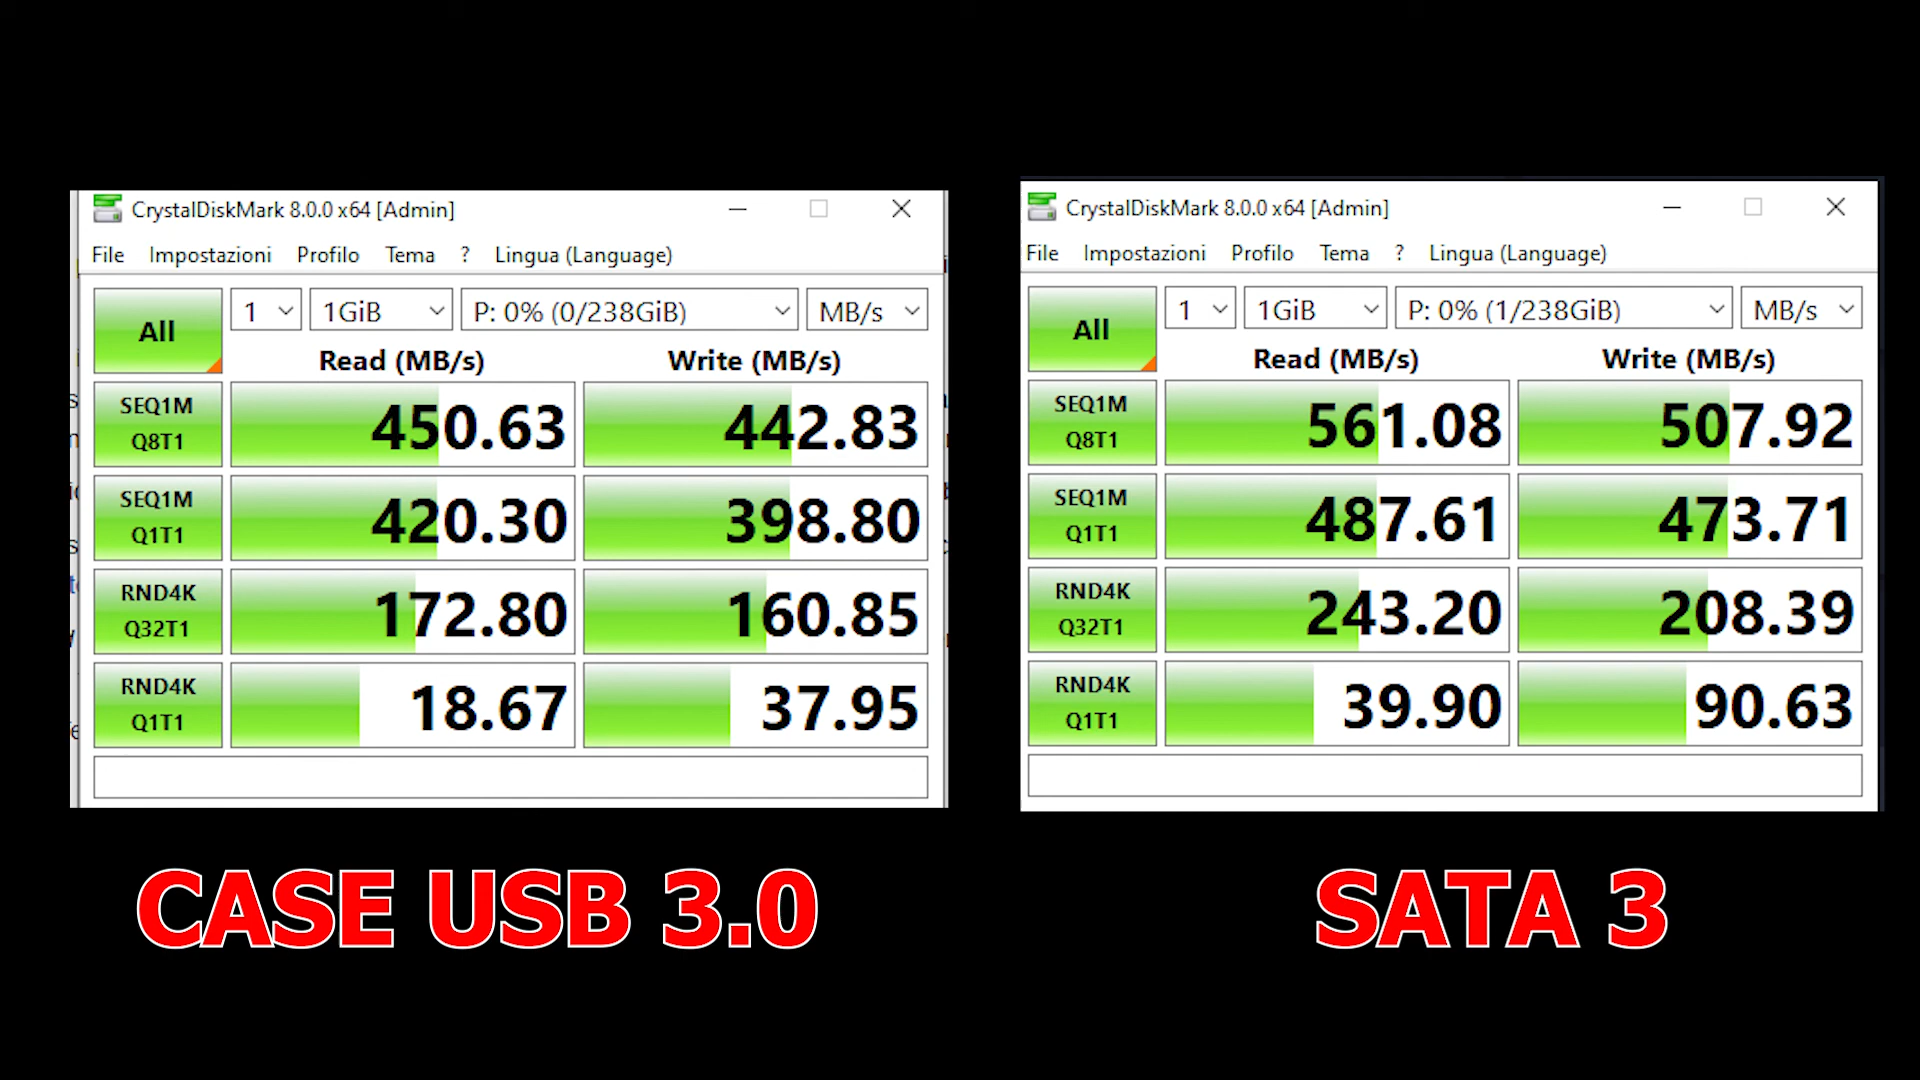 CrystalDiskMark 8.0.0 x64 [Admin]
File Impostazioni Profilo Tema ? Lingua (Language)
All 1 1GiB P: 0% (0/238GiB) MB/s
Read (MB/s) Write (MB/s)
SEQ1M
Q8T1
450.63 442.83
SEQ1M
Q1T1
420.30 398.80
RND4K
Q32T1
172.80 160.85
RND4K
Q1T1
18.67 37.95
CASE USB 3.0
CrystalDiskMark 8.0.0 x64 [Admin]
File Impostazioni Profilo Tema ? Lingua (Language)
All 1 1GiB P: 0% (1/238GiB) MB/s
Read (MB/s) Write (MB/s)
SEQ1M
Q8T1
561.08 507.92
SEQ1M
Q1T1
487.61 473.71
RND4K
Q32T1
243.20 208.39
RND4K
Q1T1
39.90 90.63
SATA 3